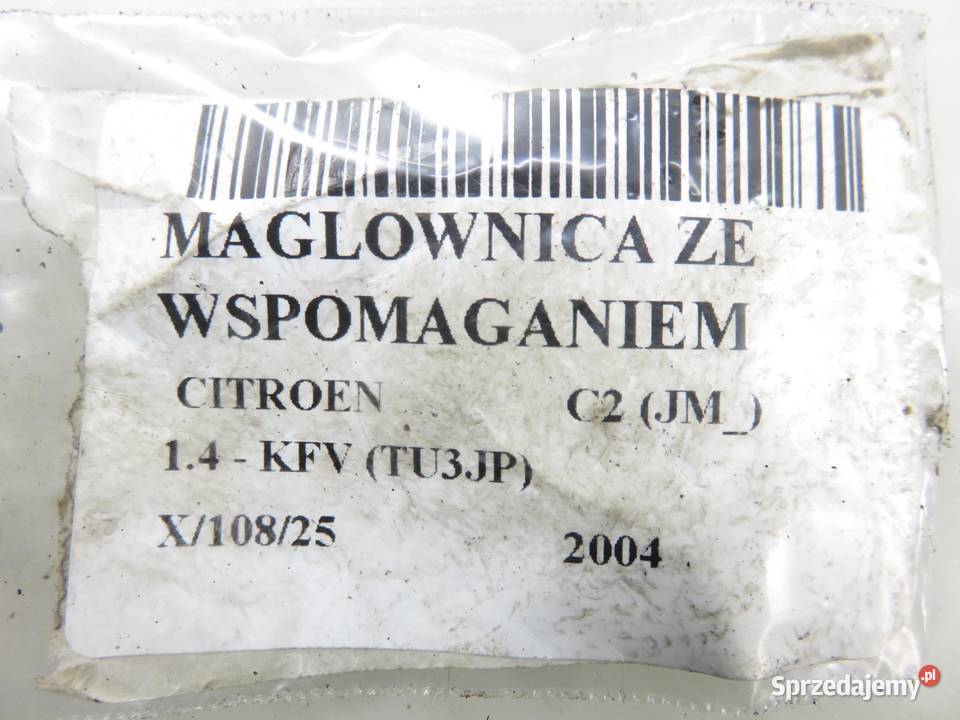 MAGLOWNICA ZE
WSPOMAGANIEM
CITROEN C2 (JM_)
1.4 - KFV (TU3JP)
X/108/25 2004
Sprzedajemy.pl